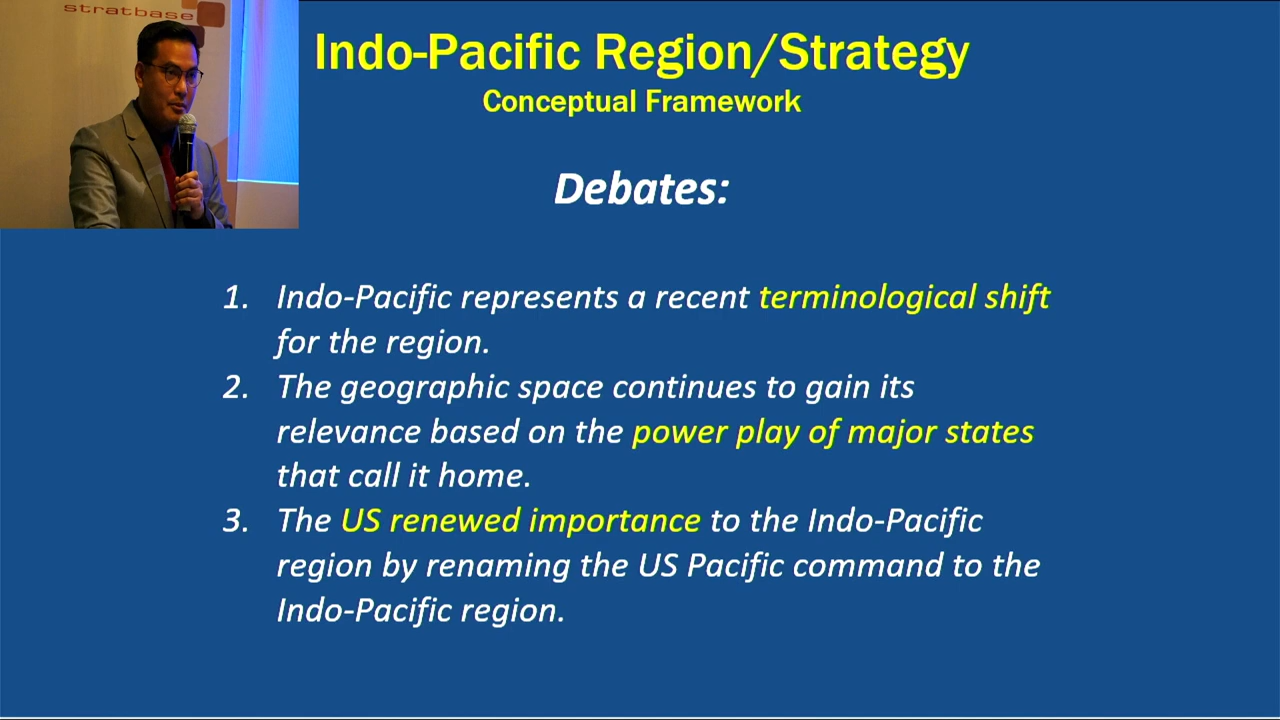 stratbase
Indo-Pacific Region/Strategy
Conceptual Framework
Debates:
1. Indo-Pacific represents a recent terminological shift
for the region.
2. The geographic space continues to gain its
relevance based on the power play of major states
that call it home.
3. The US renewed importance to the Indo-Pacific
region by renaming the US Pacific command to the
Indo-Pacific region.